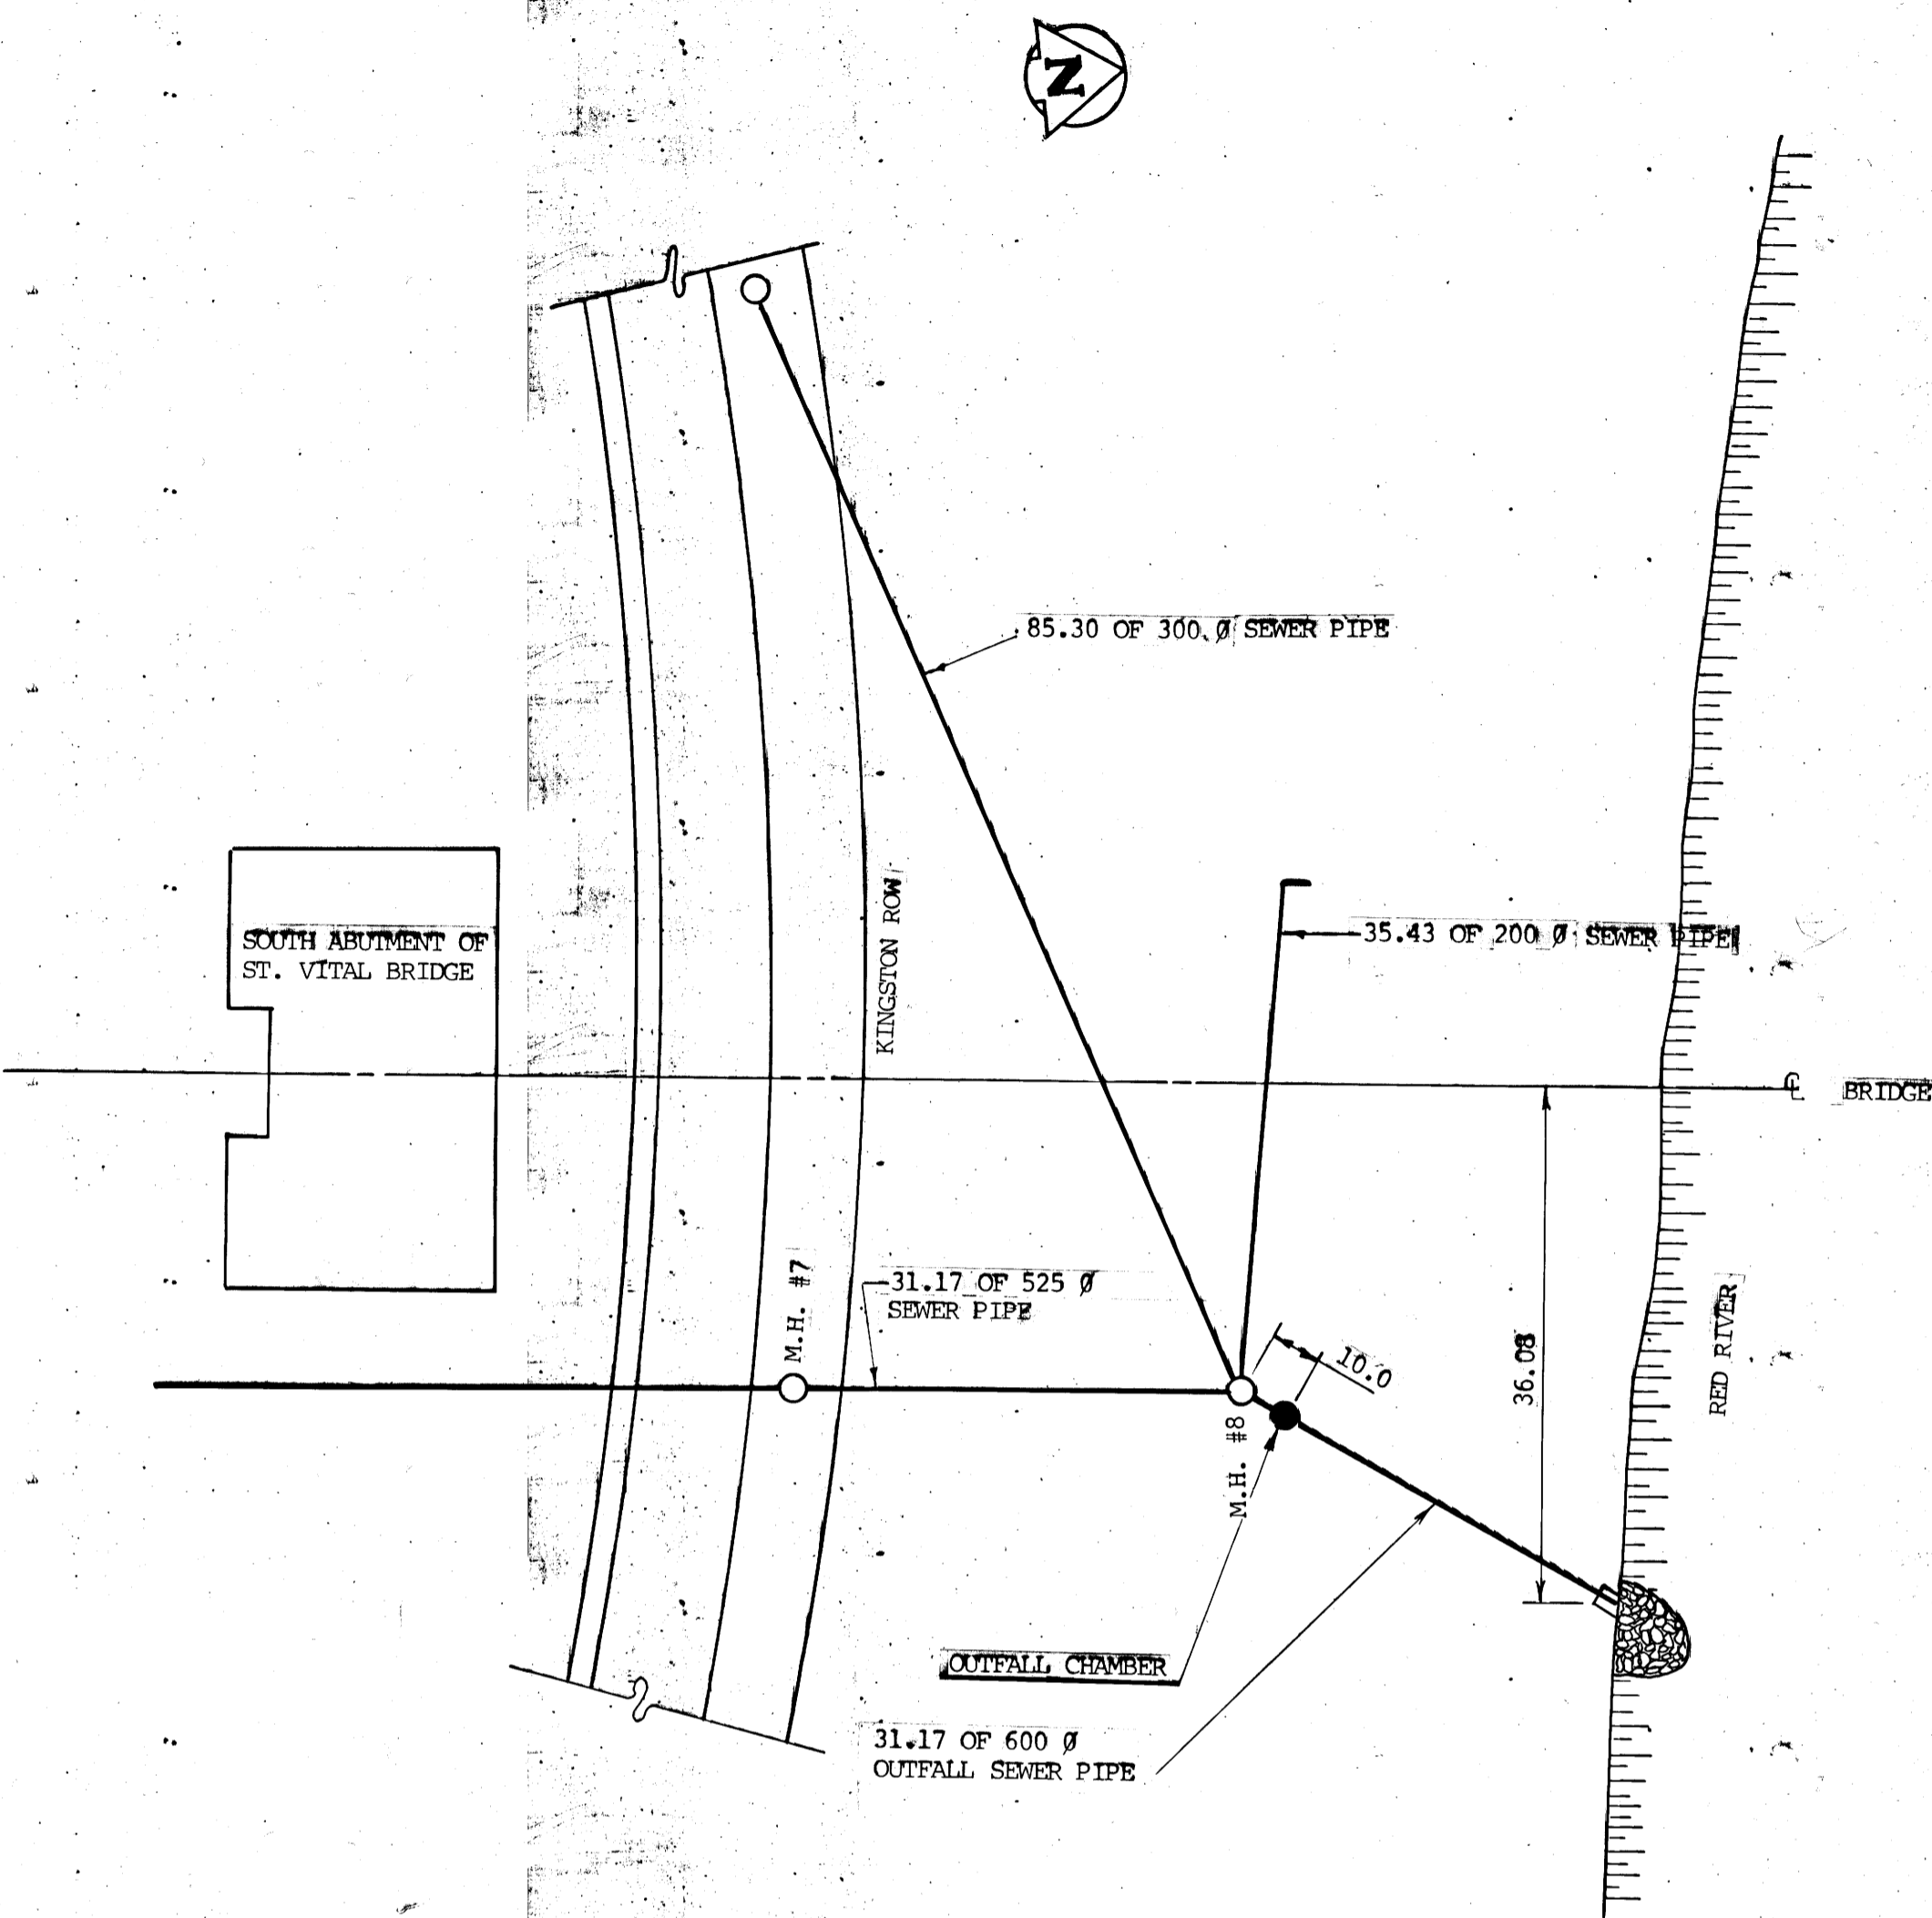 N
85.30 OF 300 Ø SEWER PIPE
KINGSTON ROW
SOUTH ABUTMENT OF
ST. VITAL BRIDGE
35.43 OF 200 Ø SEWER PIPE
℄ BRIDGE
M.H. #7
31.17 OF 525 Ø
SEWER PIPE
10.0
36.08
RED RIVER
M.H. #8
OUTFALL CHAMBER
31.17 OF 600 Ø
OUTFALL SEWER PIPE